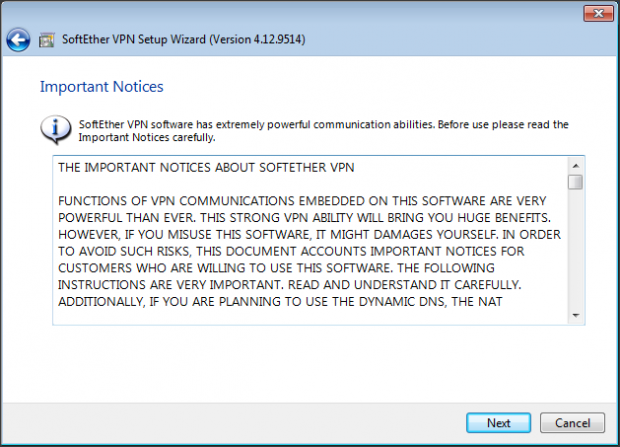 SoftEther VPN Setup Wizard (Version 4.12.9514)
Important Notices
SoftEther VPN software has extremely powerful communication abilities. Before use please read the
Important Notices carefully.
THE IMPORTANT NOTICES ABOUT SOFTETHER VPN
FUNCTIONS OF VPN COMMUNICATIONS EMBEDDED ON THIS SOFTWARE ARE VERY
POWERFUL THAN EVER. THIS STRONG VPN ABILITY WILL BRING YOU HUGE BENEFITS.
HOWEVER, IF YOU MISUSE THIS SOFTWARE, IT MIGHT DAMAGES YOURSELF. IN ORDER
TO AVOID SUCH RISKS, THIS DOCUMENT ACCOUNTS IMPORTANT NOTICES FOR
CUSTOMERS WHO ARE WILLING TO USE THIS SOFTWARE. THE FOLLOWING
INSTRUCTIONS ARE VERY IMPORTANT. READ AND UNDERSTAND IT CAREFULLY.
ADDITIONALLY, IF YOU ARE PLANNING TO USE THE DYNAMIC DNS, THE NAT
Next
Cancel